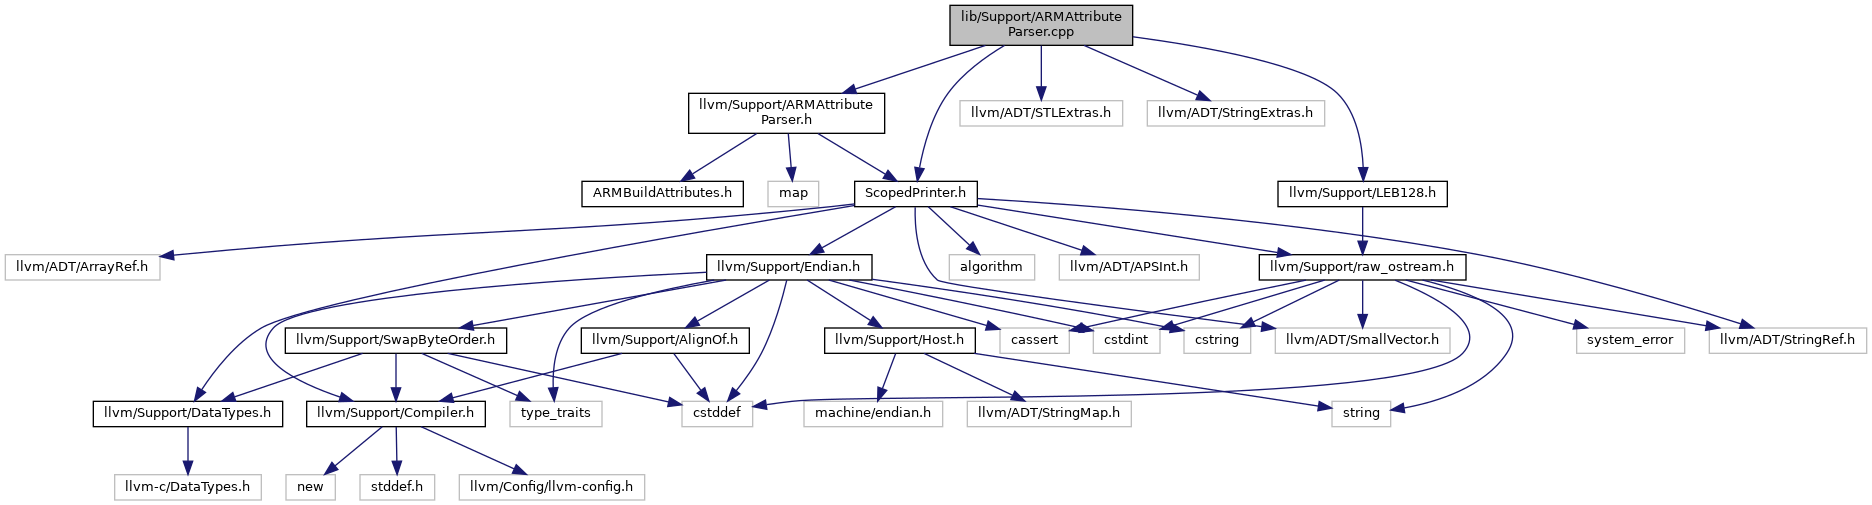 lib/Support/ARMAttribute
Parser.cpp
llvm/Support/ARMAttribute
Parser.h
llvm/ADT/STLExtras.h
llvm/ADT/StringExtras.h
ARMBuildAttributes.h
map
ScopedPrinter.h
llvm/Support/LEB128.h
llvm/ADT/ArrayRef.h
llvm/Support/Endian.h
algorithm
llvm/ADT/APSInt.h
llvm/Support/raw_ostream.h
llvm/Support/SwapByteOrder.h
llvm/Support/AlignOf.h
llvm/Support/Host.h
cassert
cstdint
cstring
llvm/ADT/SmallVector.h
system_error
llvm/ADT/StringRef.h
llvm/Support/DataTypes.h
llvm/Support/Compiler.h
type_traits
cstddef
machine/endian.h
llvm/ADT/StringMap.h
string
llvm-c/DataTypes.h
new
stddef.h
llvm/Config/llvm-config.h